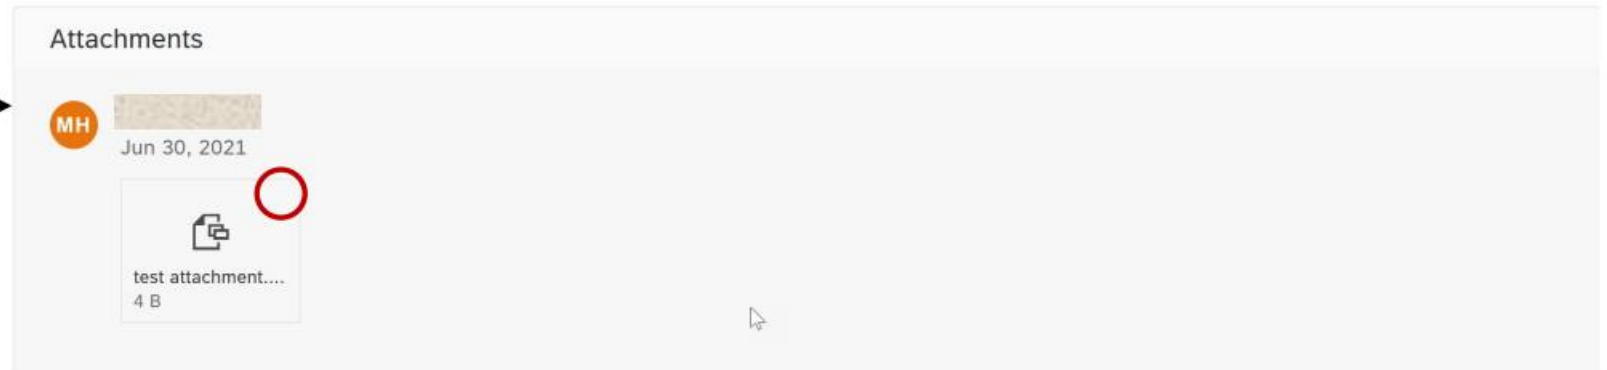 Attachments
MH
Jun 30, 2021
test attachment....
4 B